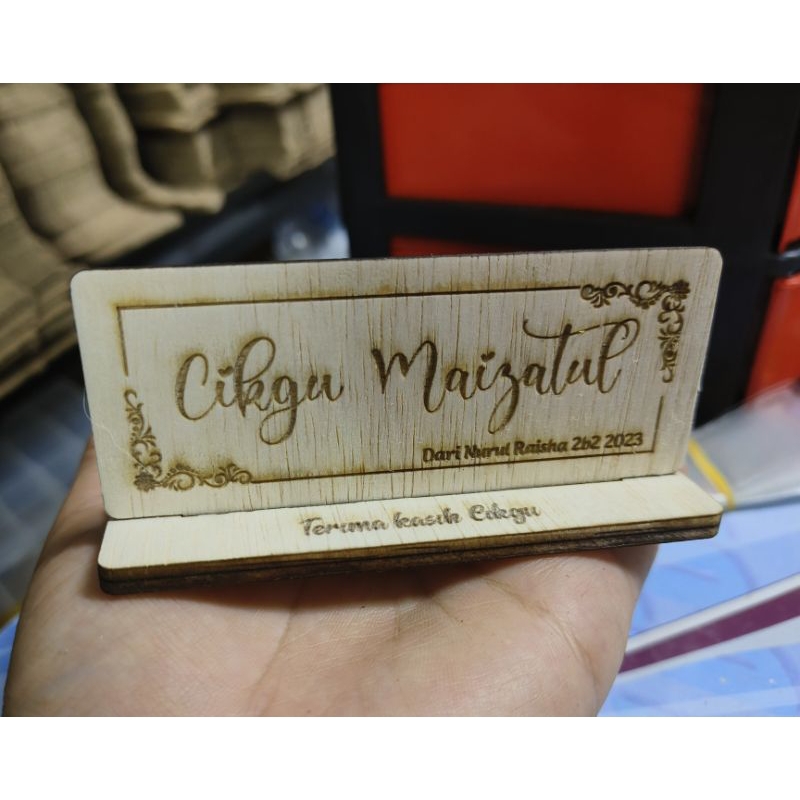 Cikgu Maizatul
Dari Nurul Raisha 2b2 2023
Terima kasih Cikgu